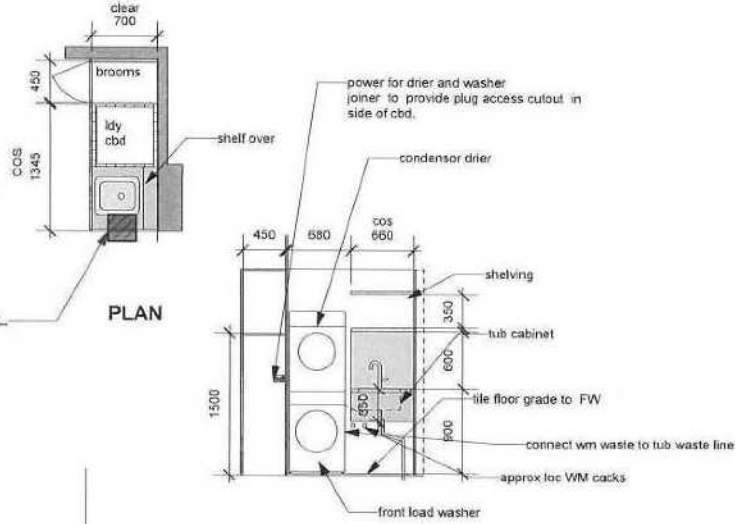 clear
700
brooms
450
ldy
cbd
shelf over
cos
1345
PLAN
power for drier and washer
joiner to provide plug access cutout in
side of cbd.
condensor drier
cos
450
680
660
shelving
350
tub cabinet
600
1500
350
tile floor grade to FW
900
connect wm waste to tub waste line
approx loc WM cocks
front load washer